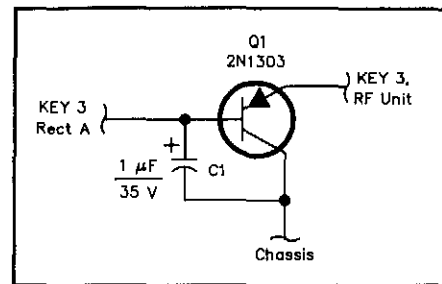 Q1
2N1303
KEY 3,
RF Unit
KEY 3
Rect A
+
1 μF
35 V
C1
Chassis